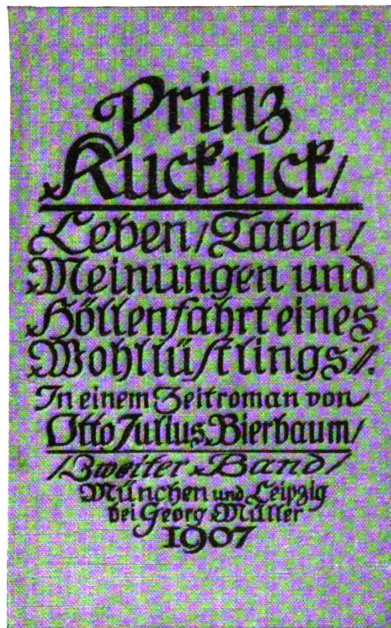 Prinz
Kuckuck /
Leben / Taten /
Meinungen und
Höllenfahrt eines
Wohllüstlings /.
In einem Zeitroman von
Otto Julius Bierbaum /
/ Zweiter Band /
München und Leipzig
bei Georg Müller
1907